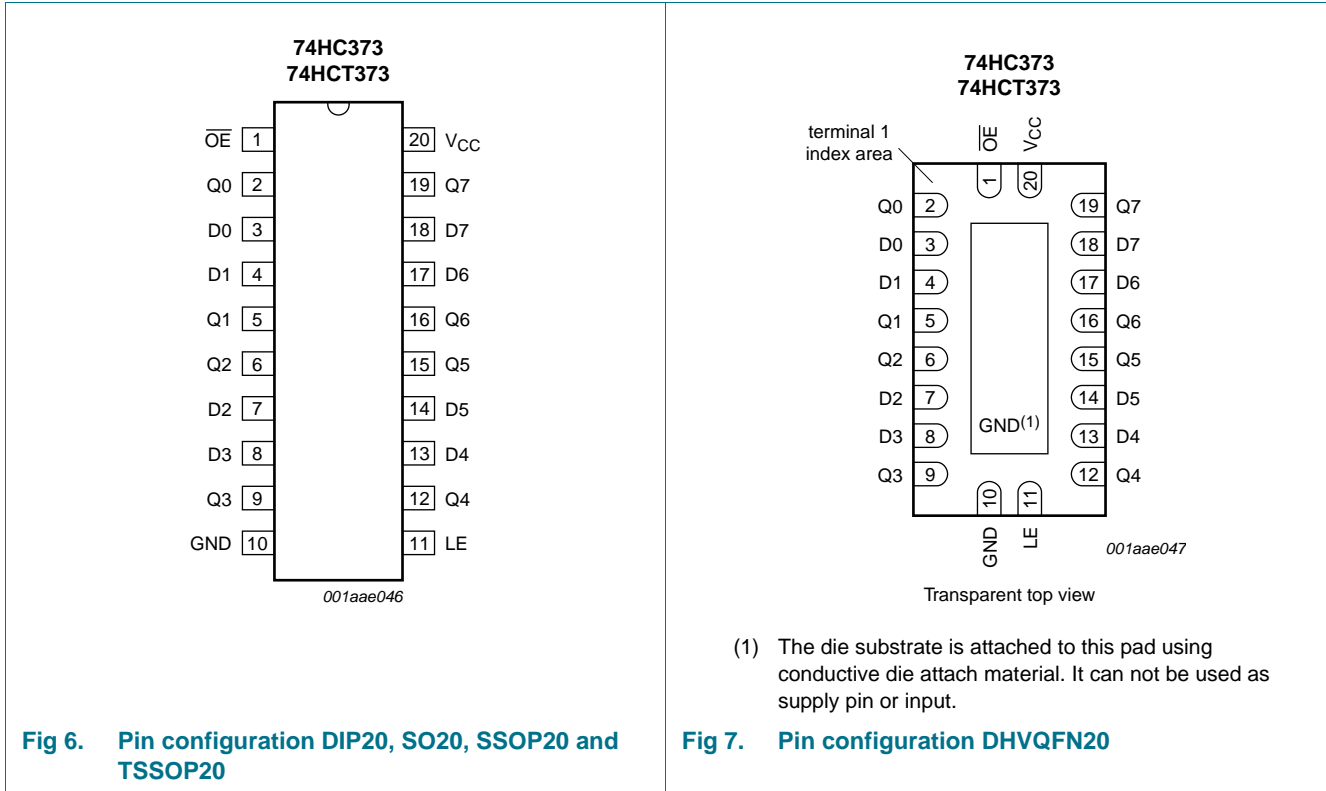 74HC373
74HCT373
OE 1
20 VCC
Q0 2
19 Q7
D0 3
18 D7
D1 4
17 D6
Q1 5
16 Q6
Q2 6
15 Q5
D2 7
14 D5
D3 8
13 D4
Q3 9
12 Q4
GND 10
11 LE
001aae046
Fig 6. Pin configuration DIP20, SO20, SSOP20 and
TSSOP20
74HC373
74HCT373
terminal 1
index area
OE
VCC
1
20
Q0 2
19 Q7
D0 3
18 D7
D1 4
17 D6
Q1 5
16 Q6
Q2 6
15 Q5
D2 7
14 D5
D3 8
13 D4
Q3 9
12 Q4
GND(1)
10
11
GND
LE
001aae047
Transparent top view
(1) The die substrate is attached to this pad using
conductive die attach material. It can not be used as
supply pin or input.
Fig 7. Pin configuration DHVQFN20